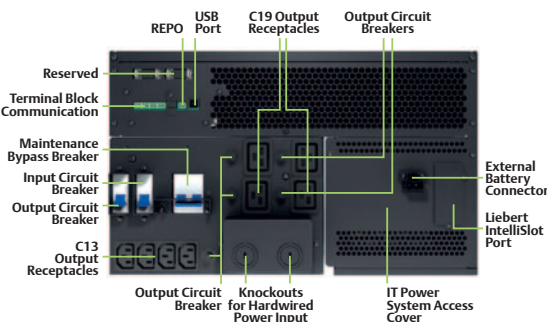 REPO
USB
Port
C19 Output
Receptacles
Output Circuit
Breakers
Reserved
Terminal Block
Communication
Maintenance
Bypass Breaker
Input Circuit
Breaker
Output Circuit
Breaker
C13
Output
Receptacles
Output Circuit
Breaker
Knockouts
for Hardwired
Power Input
IT Power
System Access
Cover
External
Battery
Connector
Liebert
IntelliSlot
Port